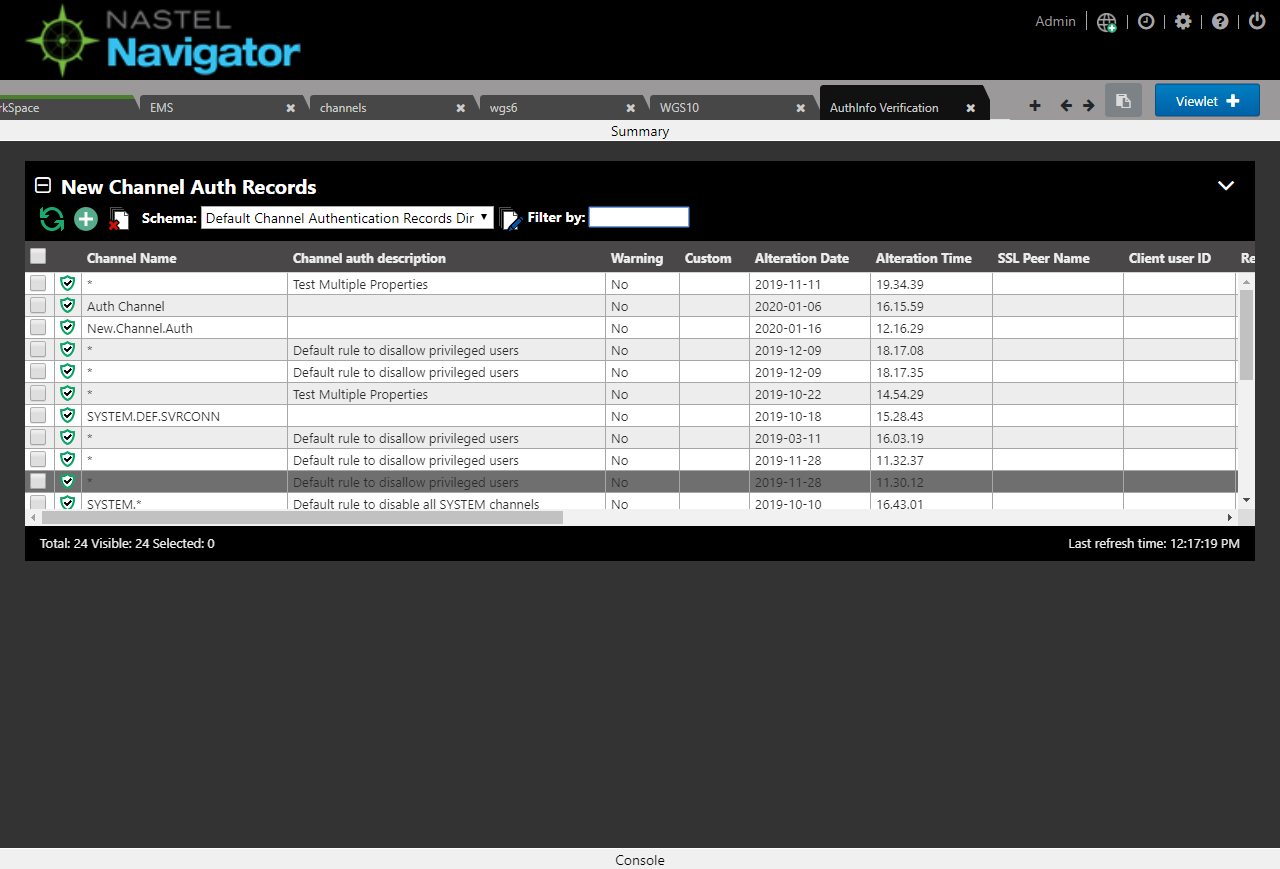 NASTEL
Navigator
Admin
rkSpace EMS channels wgs6 WGS10 AuthInfo Verification Viewlet
Summary
New Channel Auth Records
Schema: Default Channel Authentication Records Dir Filter by:
Channel Name Channel auth description Warning Custom Alteration Date Alteration Time SSL Peer Name Client user ID Re
* Test Multiple Properties No 2019-11-11 19.34.39
Auth Channel No 2020-01-06 16.15.59
New.Channel.Auth No 2020-01-16 12.16.29
* Default rule to disallow privileged users No 2019-12-09 18.17.08
* Default rule to disallow privileged users No 2019-12-09 18.17.35
* Test Multiple Properties No 2019-10-22 14.54.29
SYSTEM.DEF.SVRCONN No 2019-10-18 15.28.43
* Default rule to disallow privileged users No 2019-03-11 16.03.19
* Default rule to disallow privileged users No 2019-11-28 11.32.37
* Default rule to disallow privileged users No 2019-11-28 11.30.12
SYSTEM.* Default rule to disable all SYSTEM channels No 2019-10-10 16.43.01
Total: 24 Visible: 24 Selected: 0 Last refresh time: 12:17:19 PM
Console